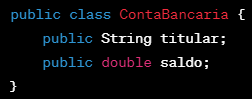 public class ContaBancaria {
    public String titular;
    public double saldo;
}